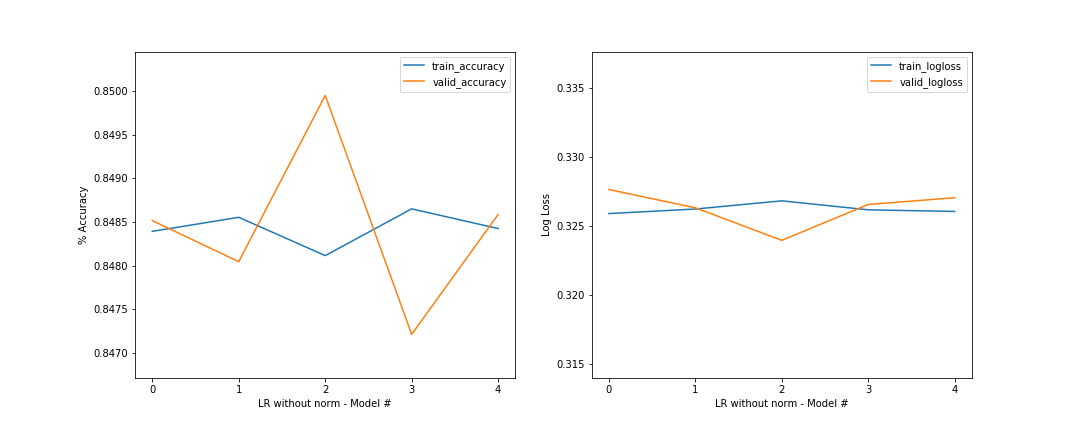 train_accuracy
valid_accuracy
0.8500
0.8495
0.8490
0.8485
0.8480
0.8475
0.8470
% Accuracy
0 1 2 3 4
LR without norm - Model #
train_logloss
valid_logloss
0.335
0.330
0.325
0.320
0.315
Log Loss
0 1 2 3 4
LR without norm - Model #